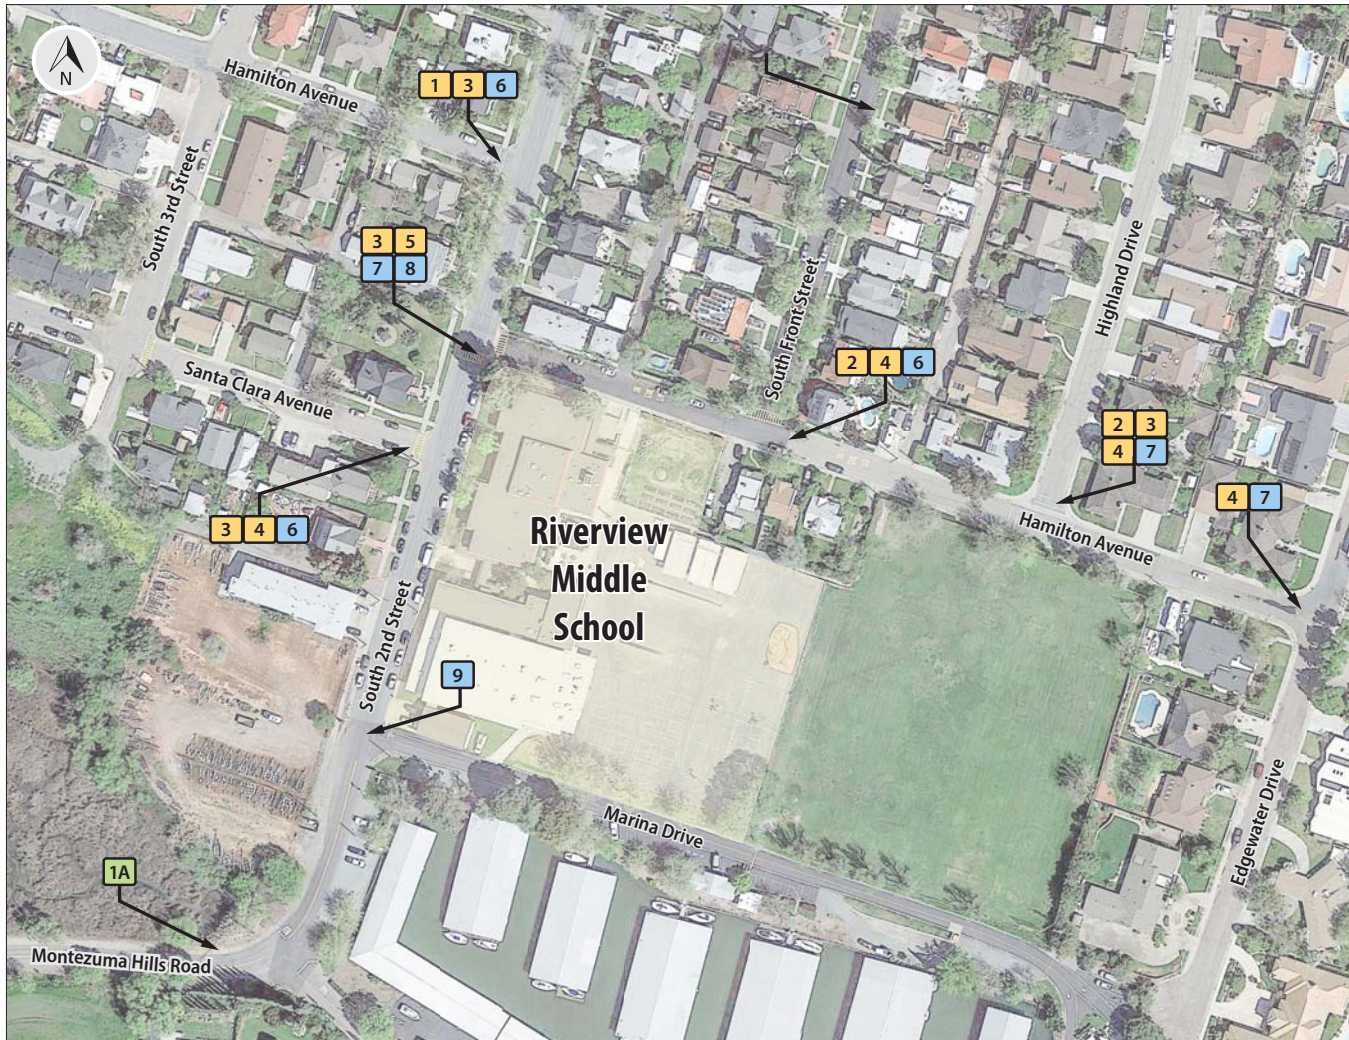 N
Hamilton Avenue
1 3 6
South 3rd Street
3 5
7 8
Highland Drive
South Front Street
2 4 6
Santa Clara Avenue
2 3
4 7
4 7
3 4 6
Hamilton Avenue
Riverview
Middle
School
South 2nd Street
9
Marina Drive
Edgewater Drive
1A
Montezuma Hills Road